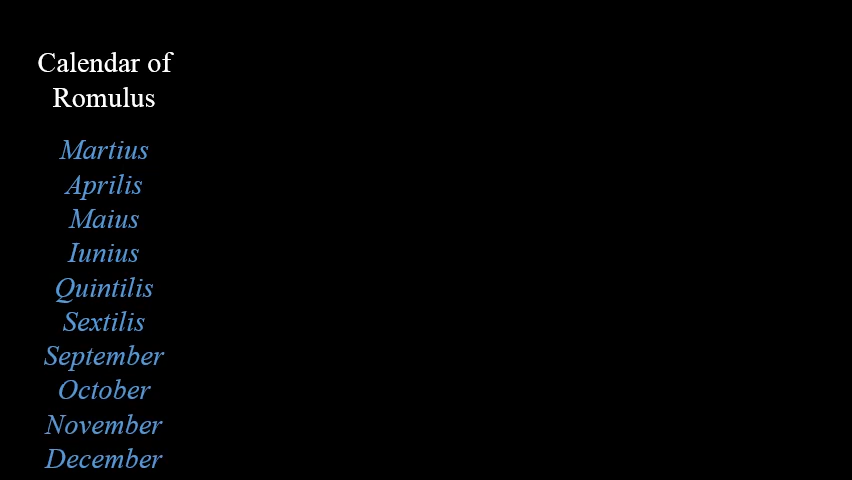 Calendar of
Romulus
Martius
Aprilis
Maius
Iunius
Quintilis
Sextilis
September
October
November
December